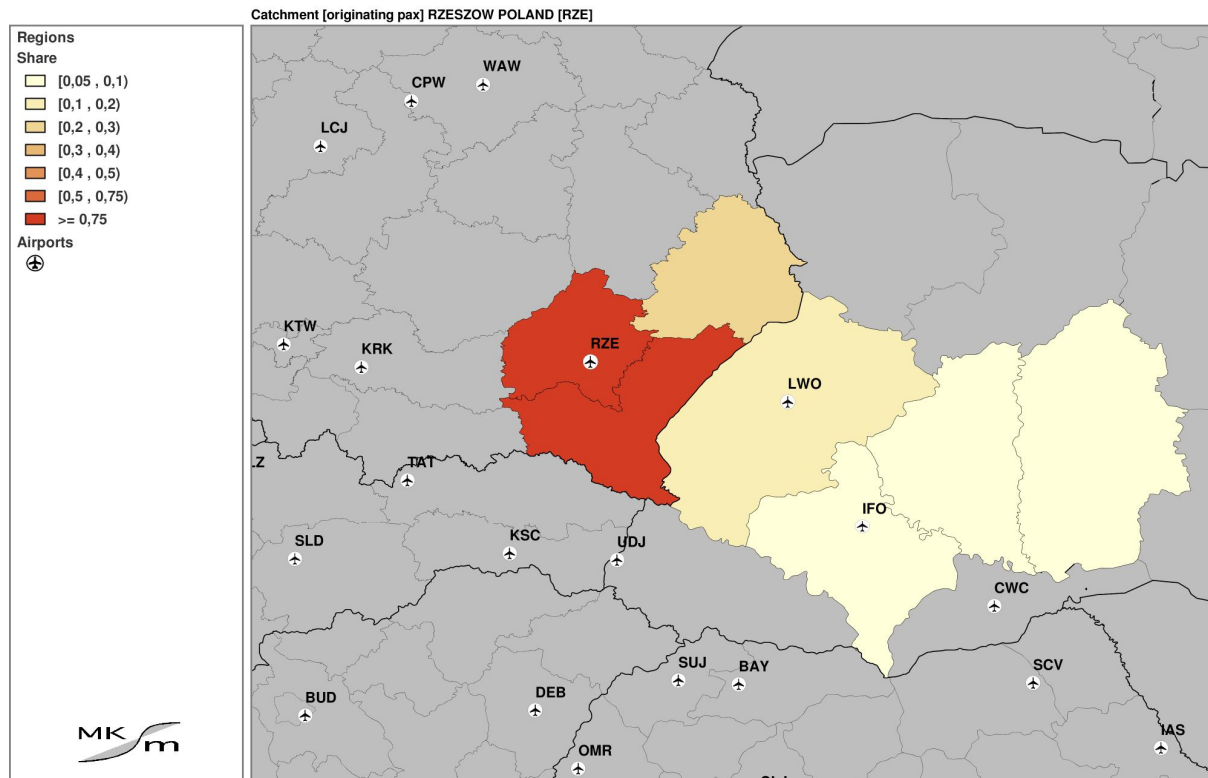 Catchment [originating pax] RZESZOW POLAND [RZE]
Regions
Share
[0,05 , 0,1)
[0,1 , 0,2)
[0,2 , 0,3)
[0,3 , 0,4)
[0,4 , 0,5)
[0,5 , 0,75)
>= 0,75
Airports
WAW
CPW
LCJ
KTW
KRK
RZE
LWO
LZ
TAT
IFO
SLD
KSC
UDJ
CWC
SUJ
BAY
SCV
BUD
DEB
IAS
OMR
MK
m